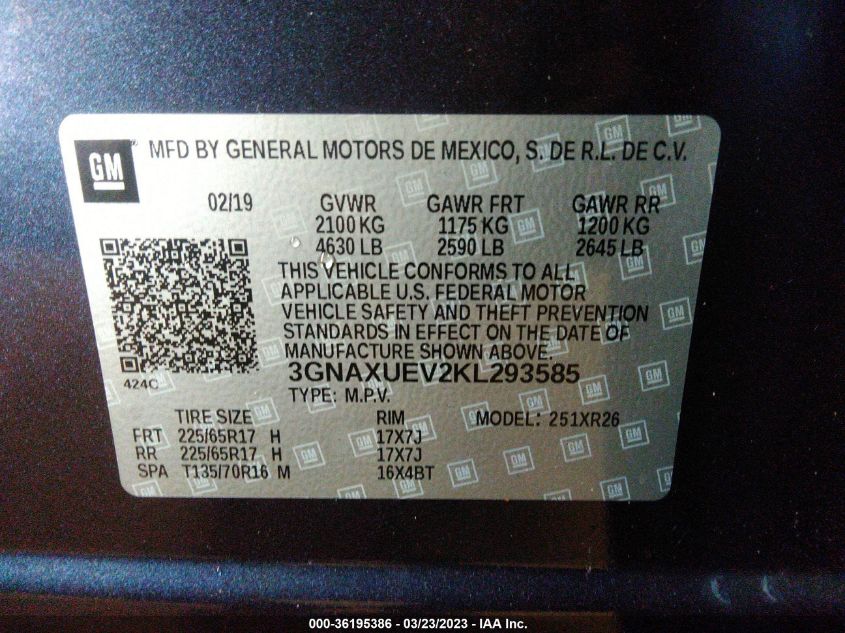 GM ® MFD BY GENERAL MOTORS DE MEXICO, S. DE R.L. DE C.V.
02/19 GVWR GAWR FRT GAWR RR
2100 KG 1175 KG 1200 KG
4630 LB 2590 LB 2645 LB
THIS VEHICLE CONFORMS TO ALL
APPLICABLE U.S. FEDERAL MOTOR
VEHICLE SAFETY AND THEFT PREVENTION
STANDARDS IN EFFECT ON THE DATE OF
MANUFACTURE SHOWN ABOVE.
424C 3GNAXUEV2KL293585
TYPE: M.P.V.
TIRE SIZE RIM MODEL: 251XR26
FRT 225/65R17 H 17X7J
RR 225/65R17 H 17X7J
SPA T135/70R16 M 16X4BT
000-36195386 - 03/23/2023 - IAA Inc.